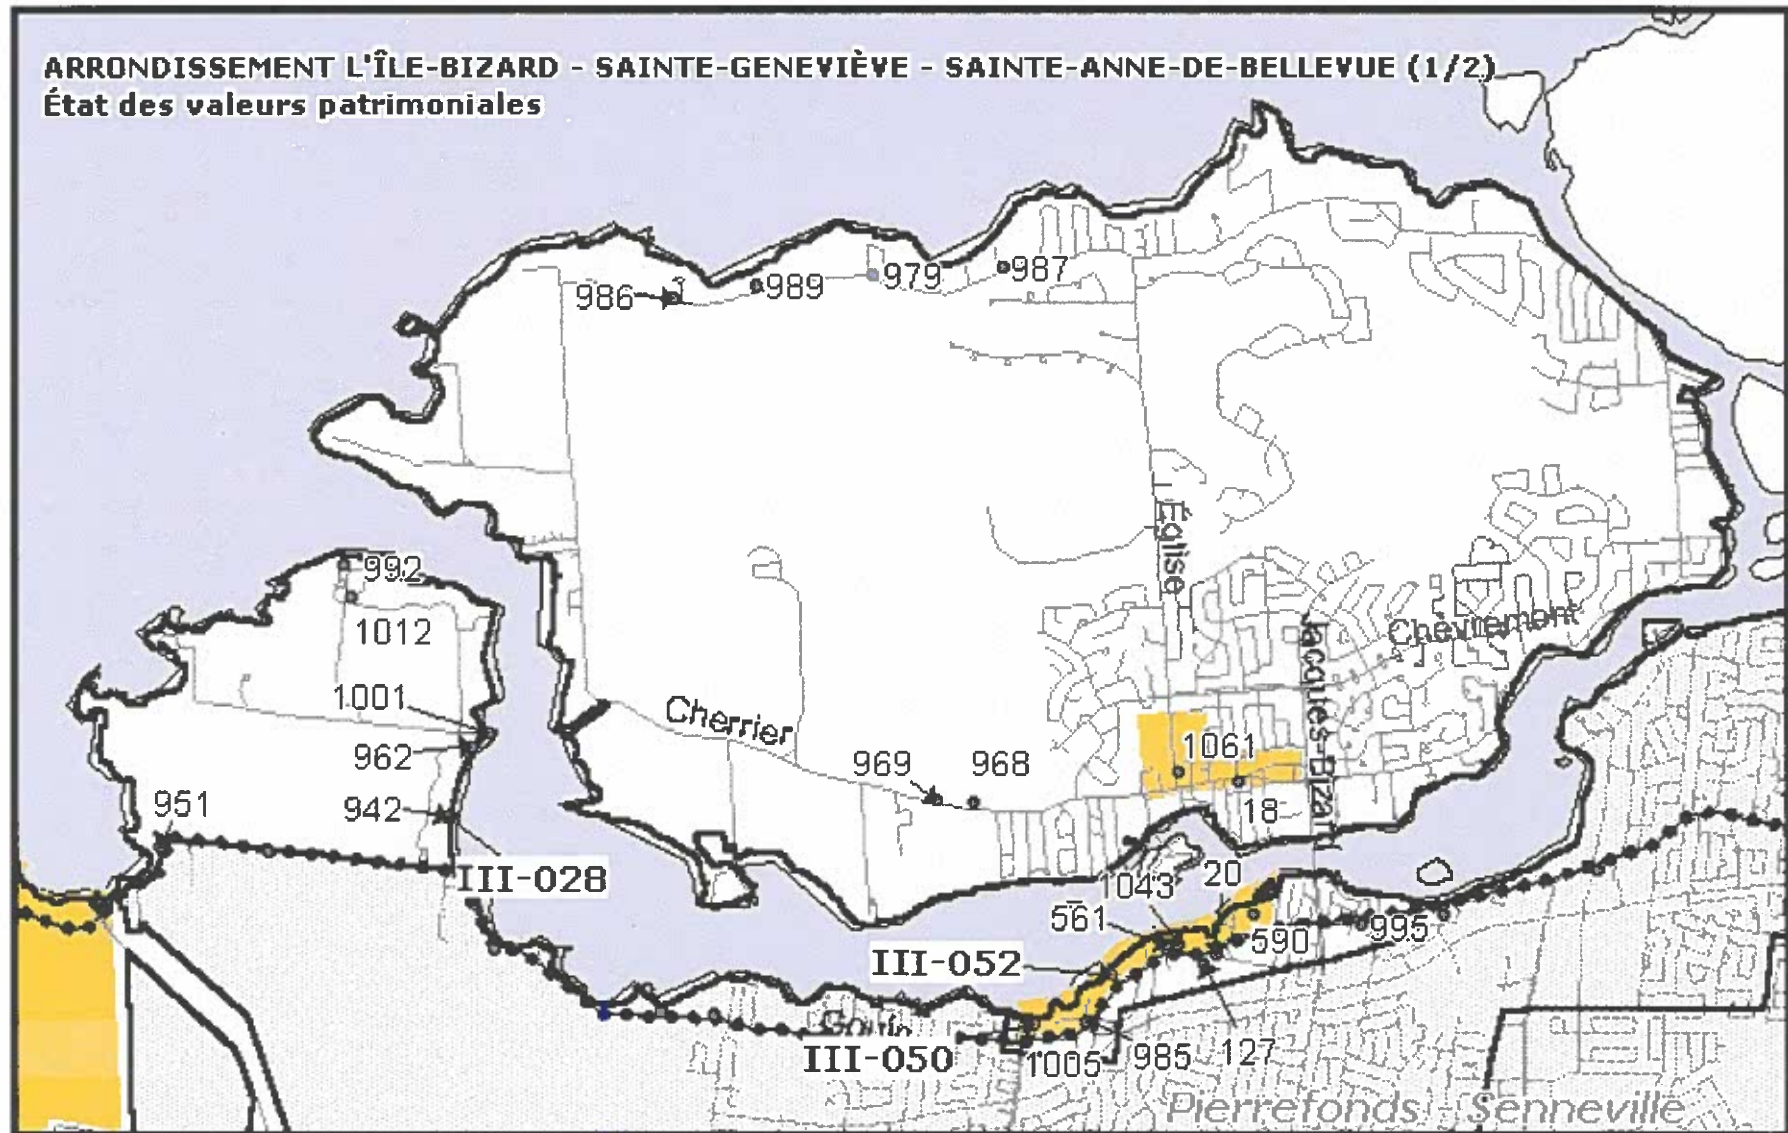 ARRONDISSEMENT L'ÎLE-BIZARD - SAINTE-GENEVIÈVE - SAINTE-ANNE-DE-BELLEVUE (1/2)
État des valeurs patrimoniales
986
989
979
987
992
1012
1001
962
942
951
III-028
Cherrier
969
968
L'Église
Jacques-Bizard
Chèvremont
1061
18
1043
20
561
590
995
III-052
Gouin
III-050
1005
985
127
Pierrefonds - Senneville